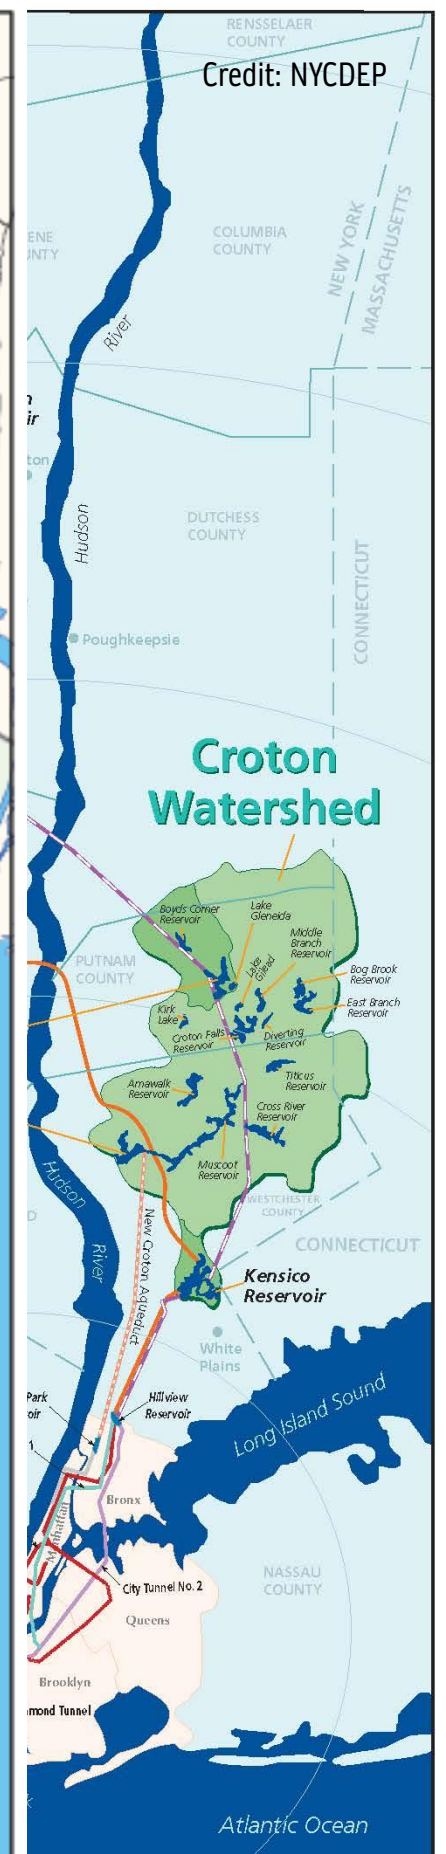 RENSSELAER
COUNTY
Credit: NYCDEP
COLUMBIA
COUNTY
NEW YORK
MASSACHUSETTS
River
Hudson
DUTCHESS
COUNTY
CONNECTICUT
Poughkeepsie
Croton
Watershed
Boyds Corner
Reservoir
Lake
Gleneida
Middle
Branch
Reservoir
Lake
Gilead
Bog Brook
Reservoir
East Branch
Reservoir
PUTNAM
COUNTY
Kirk
Lake
Croton Falls
Reservoir
Diverting
Reservoir
Titicus
Reservoir
Amawalk
Reservoir
Cross River
Reservoir
Muscoot
Reservoir
WESTCHESTER
COUNTY
CONNECTICUT
Hudson
River
New Croton Aqueduct
Kensico
Reservoir
White
Plains
Park
Hillview
Reservoir
Long Island Sound
1
Bronx
Manhattan
City Tunnel No. 2
NASSAU
COUNTY
Queens
Brooklyn
mond Tunnel
Atlantic Ocean